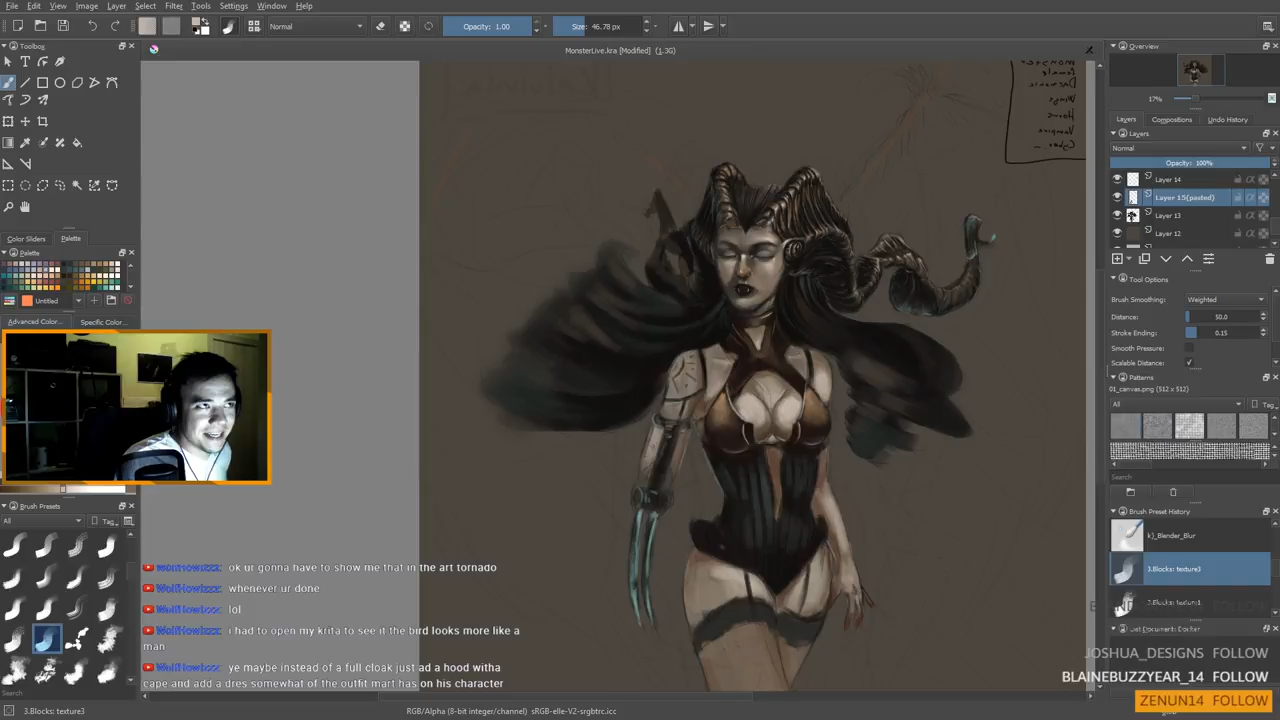 File Edit View Image Layer Select Filter Tools Settings Window Help
Normal Opacity: 1.00 Size: 46.78 px
MonsterLive.kra [Modified] (1.3G)
Toolbox
Color Sliders Palette
Palette
Untitled
Advanced Color... Specific Color...
Brush Presets
All Tag
Search
3.Blocks: texture3
RGB/Alpha (8-bit integer/channel) sRGB-elle-V2-srgbtrc.icc
ok ur gonna have to show me that in the art tornado
whenever ur done
lol
i had to open my krita to see it the bird looks more like a
man
ye maybe instead of a full cloak just ad a hood witha
cape and add a dres somewhat of the outfit mart has on his character
Overview
17%
Layers Compositions Undo History
Layers
Normal
Opacity: 100%
Layer 14
Layer 15(pasted)
Layer 13
Layer 12
Tool Options
Brush Smoothing: Weighted
Distance: 50.0
Stroke Ending: 0.15
Smooth Pressure:
Scalable Distance:
Patterns
01_canvas.png (512 x 512)
All Tag
Search
Brush Preset History
k)_Blender_Blur
3.Blocks: texture3
JOSHUA_DESIGNS FOLLOW
BLAINEBUZZYEAR_14 FOLLOW
ZENUN14 FOLLOW